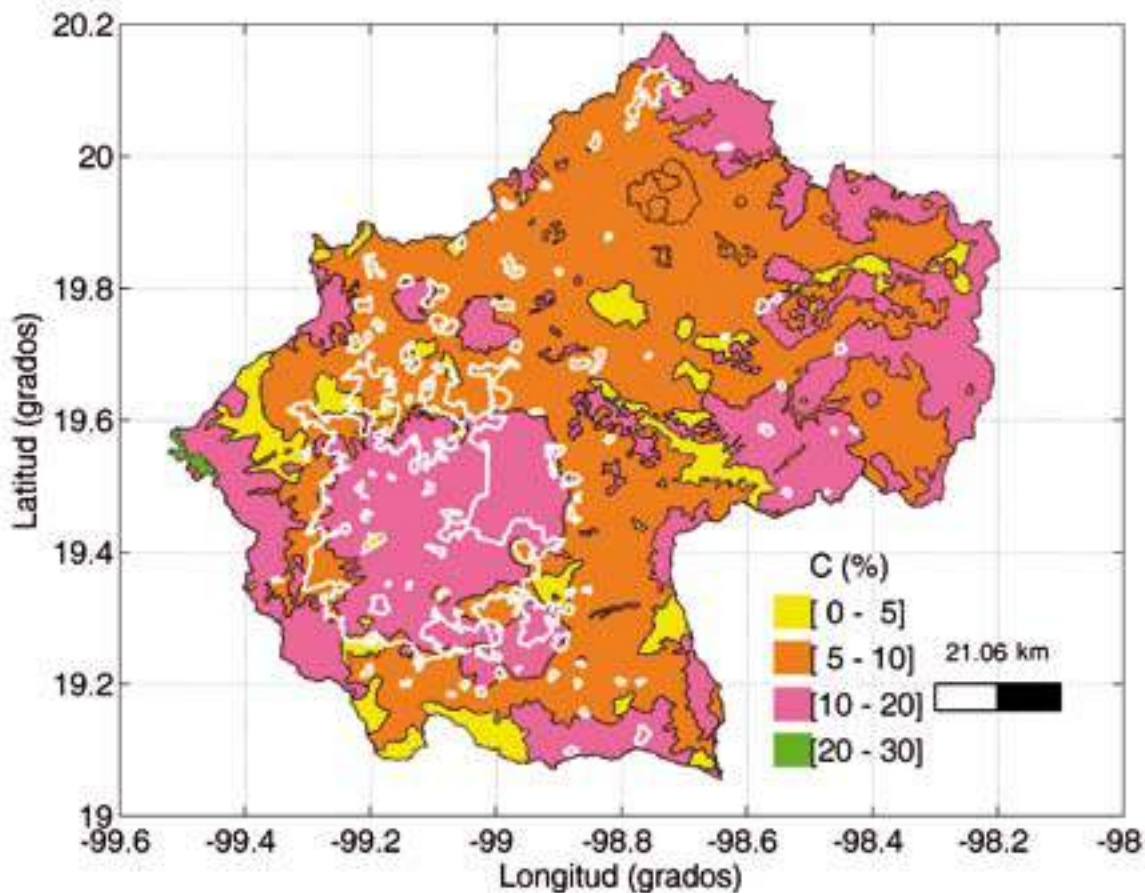 20.2
20
19.8
19.6
19.4
19.2
19
Latitud (grados)
-99.6 -99.4 -99.2 -99 -98.8 -98.6 -98.4 -98.2 -98
Longitud (grados)
C (%)
[ 0 - 5]
[ 5 - 10]
[10 - 20]
[20 - 30]
21.06 km